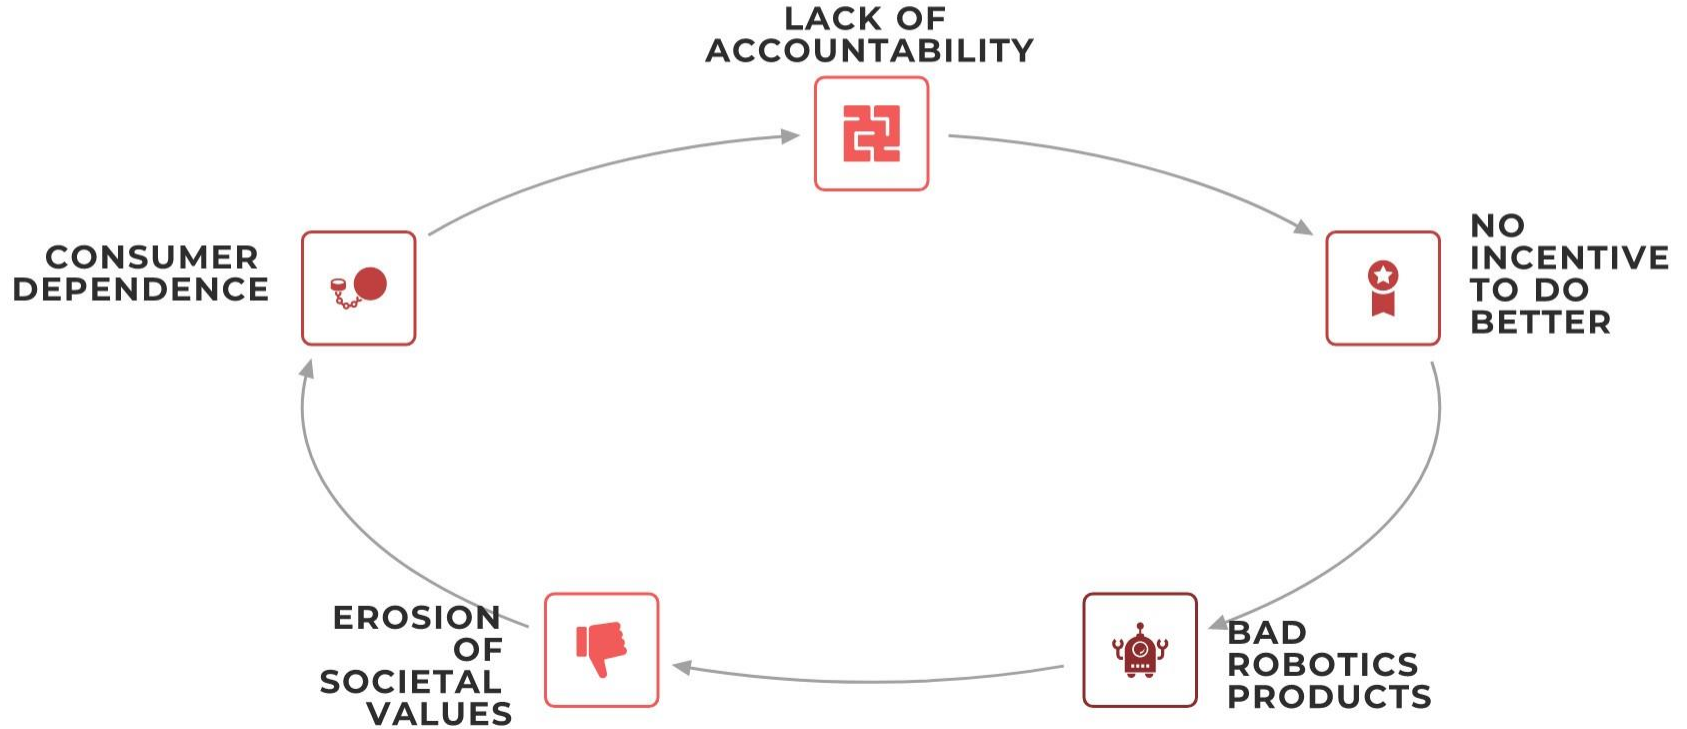 LACK OF
ACCOUNTABILITY
NO
INCENTIVE
TO DO
BETTER
BAD
ROBOTICS
PRODUCTS
EROSION
OF
SOCIETAL
VALUES
CONSUMER
DEPENDENCE